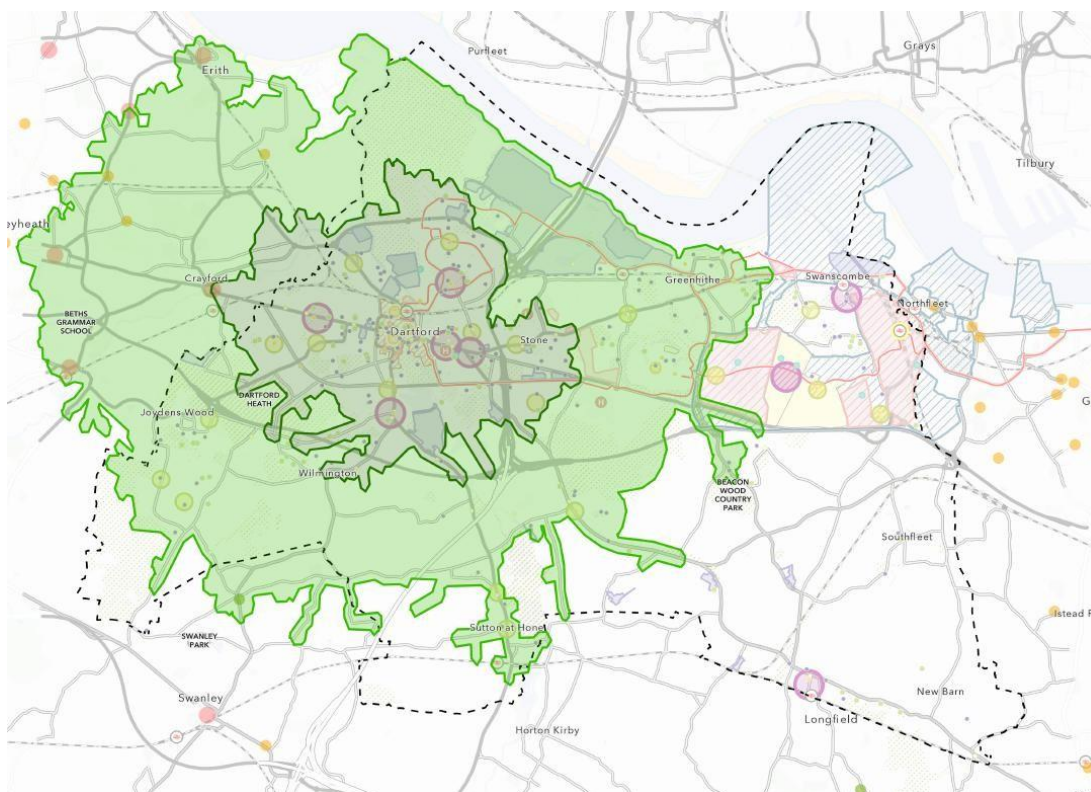 Purfleet
Grays
Erith
Tilbury
eyheath
Crayford
Greenhithe
Swanscombe
Northfleet
BETHS
GRAMMAR
SCHOOL
Dartford
Stone
DARTFORD
HEATH
Joydens Wood
G
Wilmington
BEACON
WOOD
COUNTRY
PARK
Southfleet
Istead R
Sutton at Hone
SWANLEY
PARK
Swanley
New Barn
Longfield
Horton Kirby